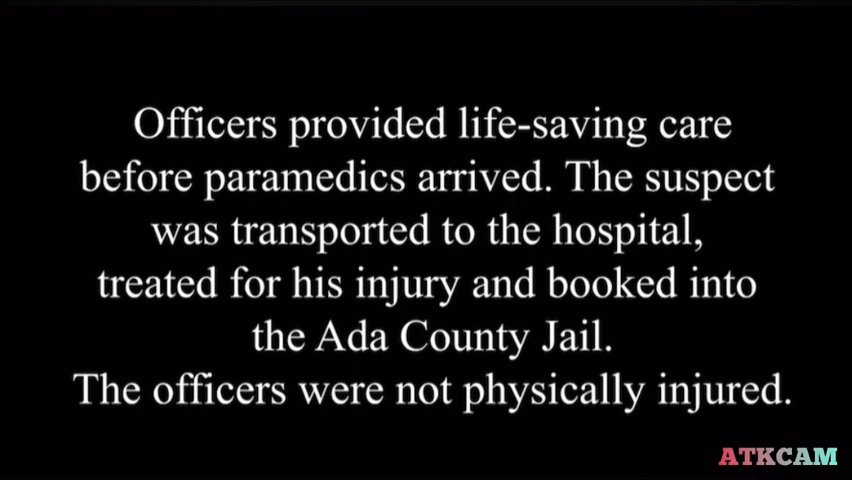 Officers provided life-saving care
before paramedics arrived. The suspect
was transported to the hospital,
treated for his injury and booked into
the Ada County Jail.
The officers were not physically injured.
ATKCAM